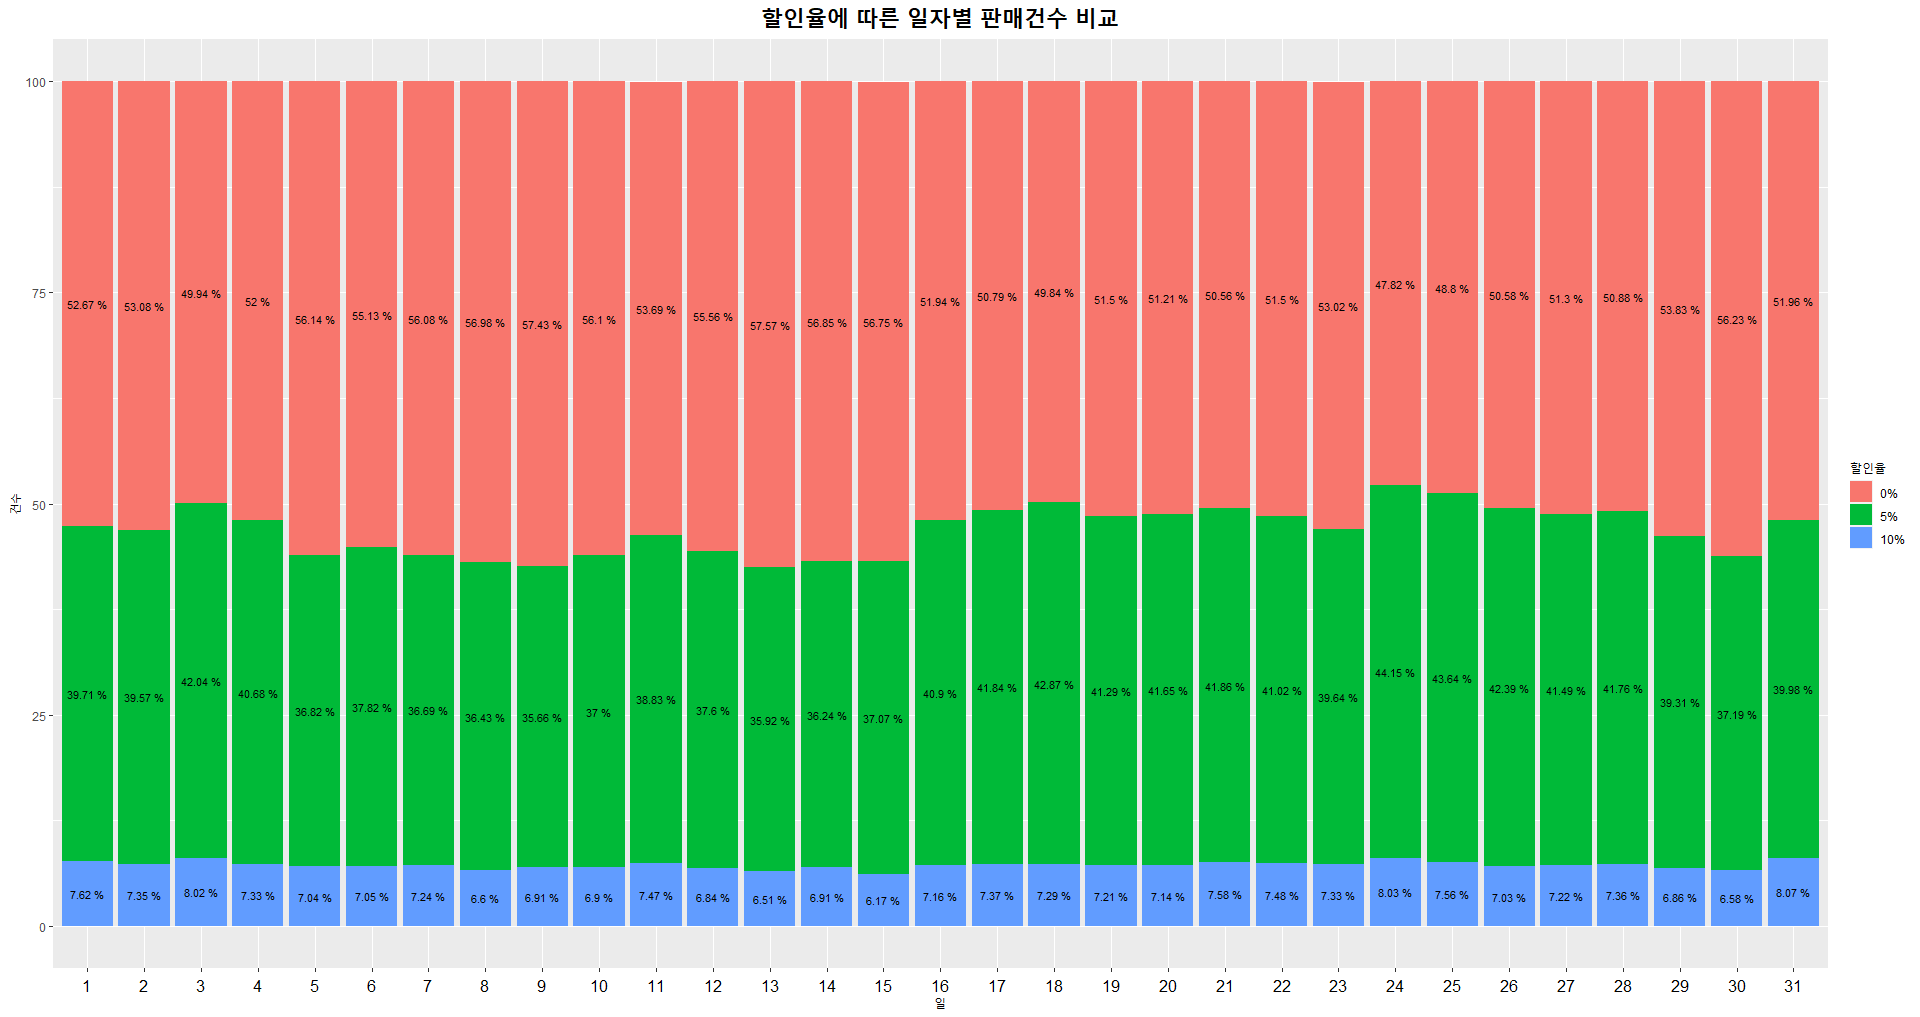 할인율에 따른 일자별 판매건수 비교
100
75
50
25
0
건수
52.67 % 53.08 % 49.94 % 52 % 56.14 % 55.13 % 56.08 % 56.98 % 57.43 % 56.1 % 53.69 % 55.56 % 57.57 % 56.85 % 56.75 % 51.94 % 50.79 % 49.84 % 51.5 % 51.21 % 50.56 % 51.5 % 53.02 % 47.82 % 48.8 % 50.58 % 51.3 % 50.88 % 53.83 % 56.23 % 51.96 %
39.71 % 39.57 % 42.04 % 40.68 % 36.82 % 37.82 % 36.69 % 36.43 % 35.66 % 37 % 38.83 % 37.6 % 35.92 % 36.24 % 37.07 % 40.9 % 41.84 % 42.87 % 41.29 % 41.65 % 41.86 % 41.02 % 39.64 % 44.15 % 43.64 % 42.39 % 41.49 % 41.76 % 39.31 % 37.19 % 39.98 %
7.62 % 7.35 % 8.02 % 7.33 % 7.04 % 7.05 % 7.24 % 6.6 % 6.91 % 6.9 % 7.47 % 6.84 % 6.51 % 6.91 % 6.17 % 7.16 % 7.37 % 7.29 % 7.21 % 7.14 % 7.58 % 7.48 % 7.33 % 8.03 % 7.56 % 7.03 % 7.22 % 7.36 % 6.86 % 6.58 % 8.07 %
1 2 3 4 5 6 7 8 9 10 11 12 13 14 15 16 17 18 19 20 21 22 23 24 25 26 27 28 29 30 31
일
할인율
0%
5%
10%